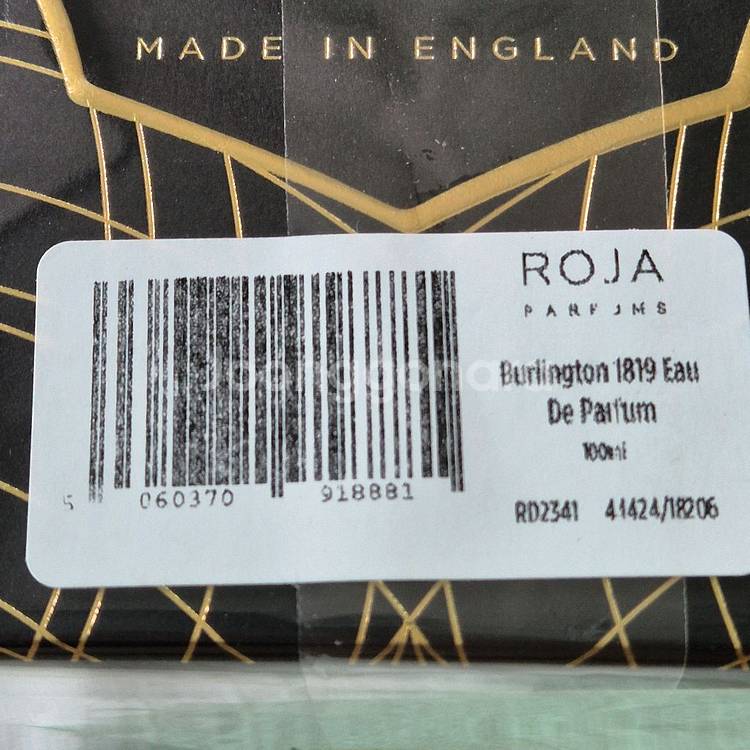 MADE IN ENGLAND
ROJA
PARFUMS
Burlington 1819 Eau
De Parfum
100ml
RD2341 41424/18206
5 060370 918881